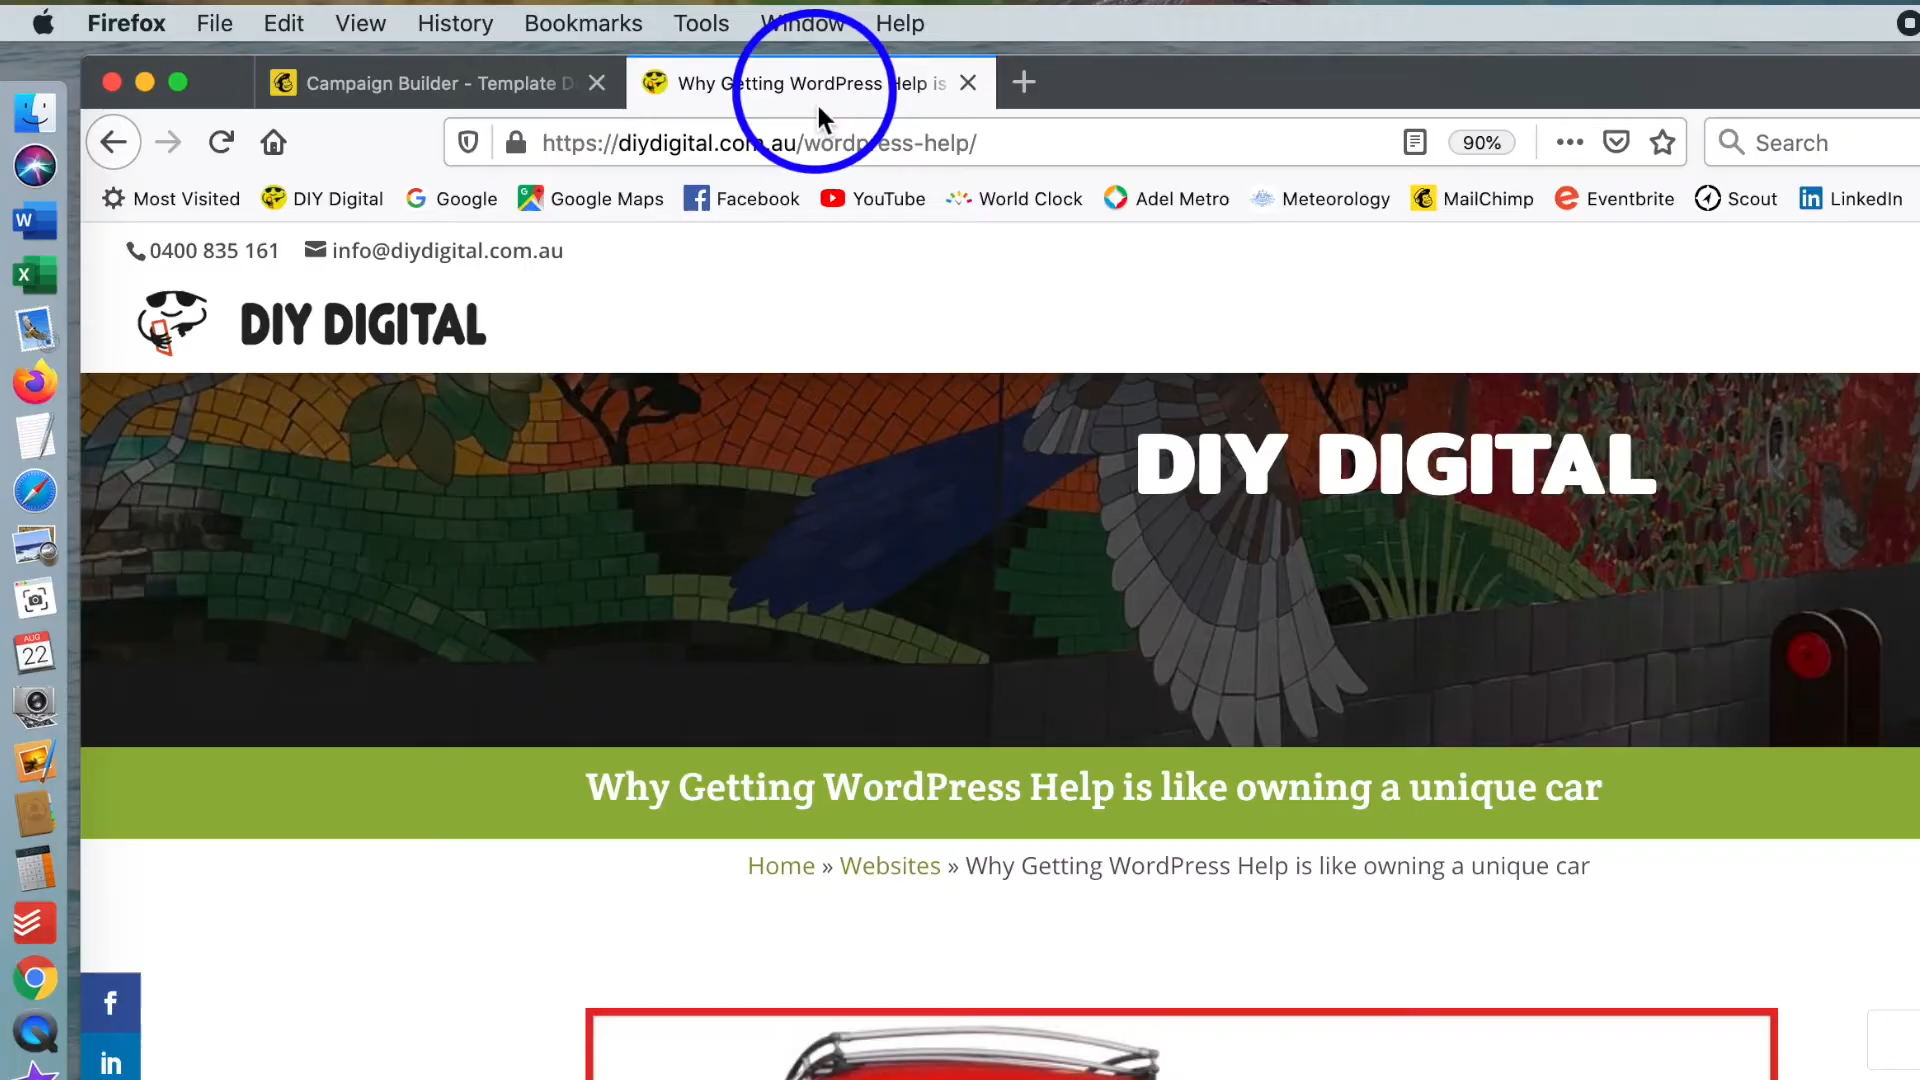 Firefox File Edit View History Bookmarks Tools Window Help
Campaign Builder - Template D
Why Getting WordPress Help is
https://diydigital.com.au/wordpress-help/
90%
Search
Most Visited DIY Digital Google Google Maps Facebook YouTube World Clock Adel Metro Meteorology MailChimp Eventbrite Scout LinkedIn
0400 835 161 info@diydigital.com.au
DIY DIGITAL
DIY DIGITAL
Why Getting WordPress Help is like owning a unique car
Home » Websites » Why Getting WordPress Help is like owning a unique car
W
X
AUG
22
f
in